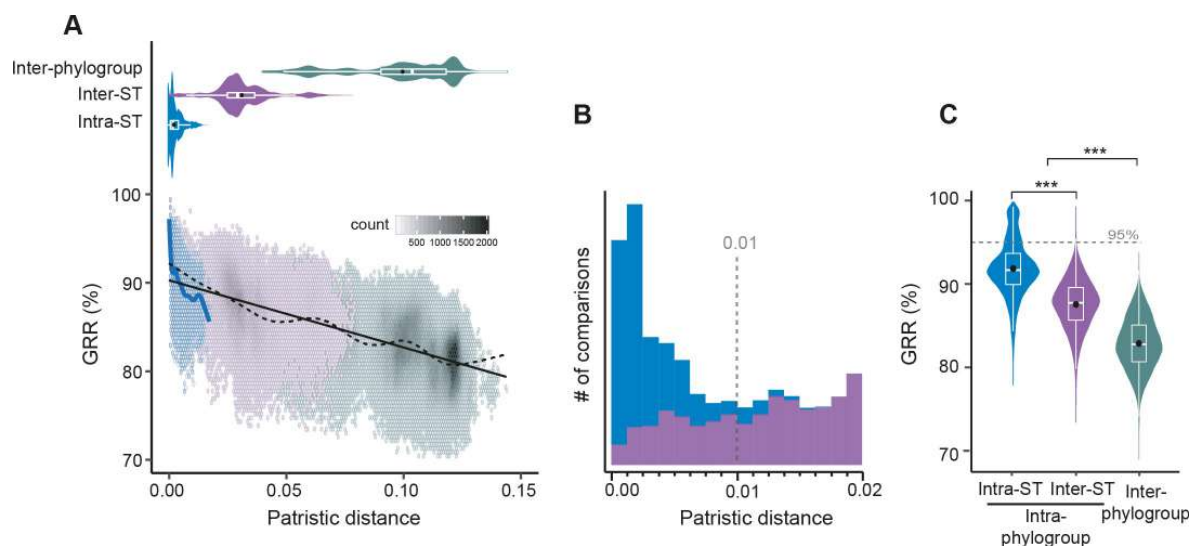 A
Inter-phylogroup
Inter-ST
Intra-ST
100
90
80
70
GRR (%)
count
500 1000 1500 2000
0.00 0.05 0.10 0.15
Patristic distance
B
0.01
# of comparisons
0.00 0.01 0.02
Patristic distance
C
***
***
100
90
80
70
GRR (%)
95%
Intra-ST Inter-ST Inter-
phylogroup
Intra-
phylogroup